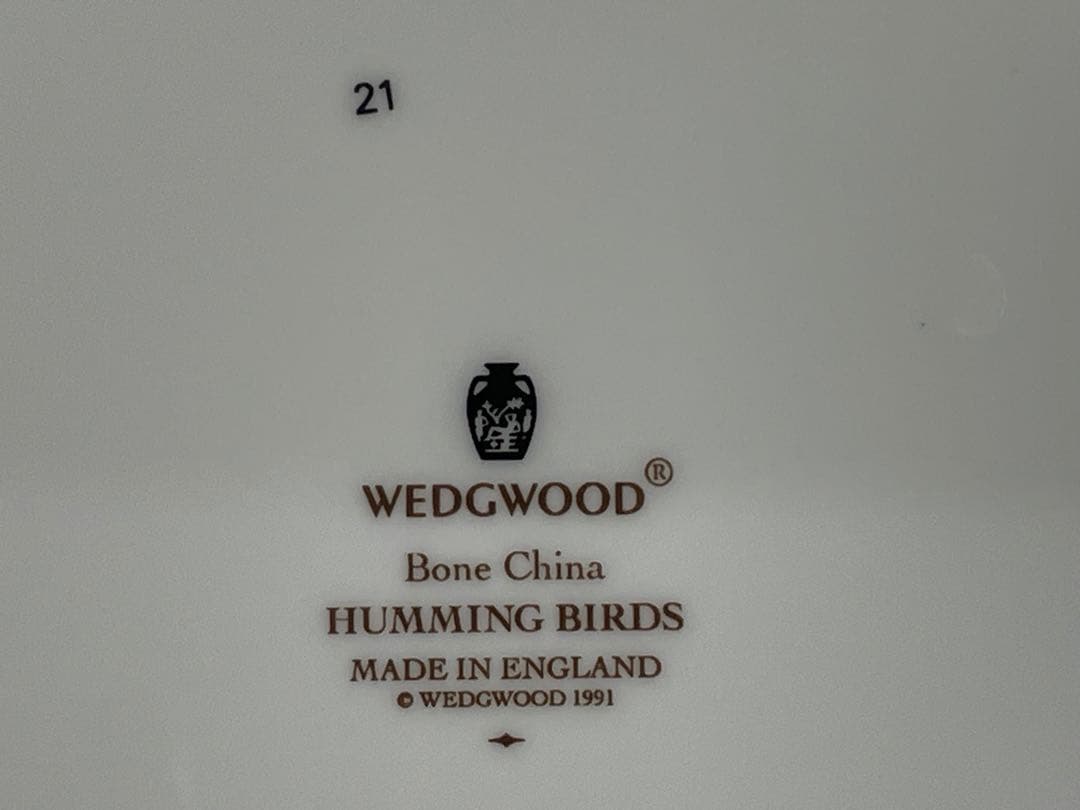 21
WEDGWOOD®
Bone China
HUMMING BIRDS
MADE IN ENGLAND
© WEDGWOOD 1991